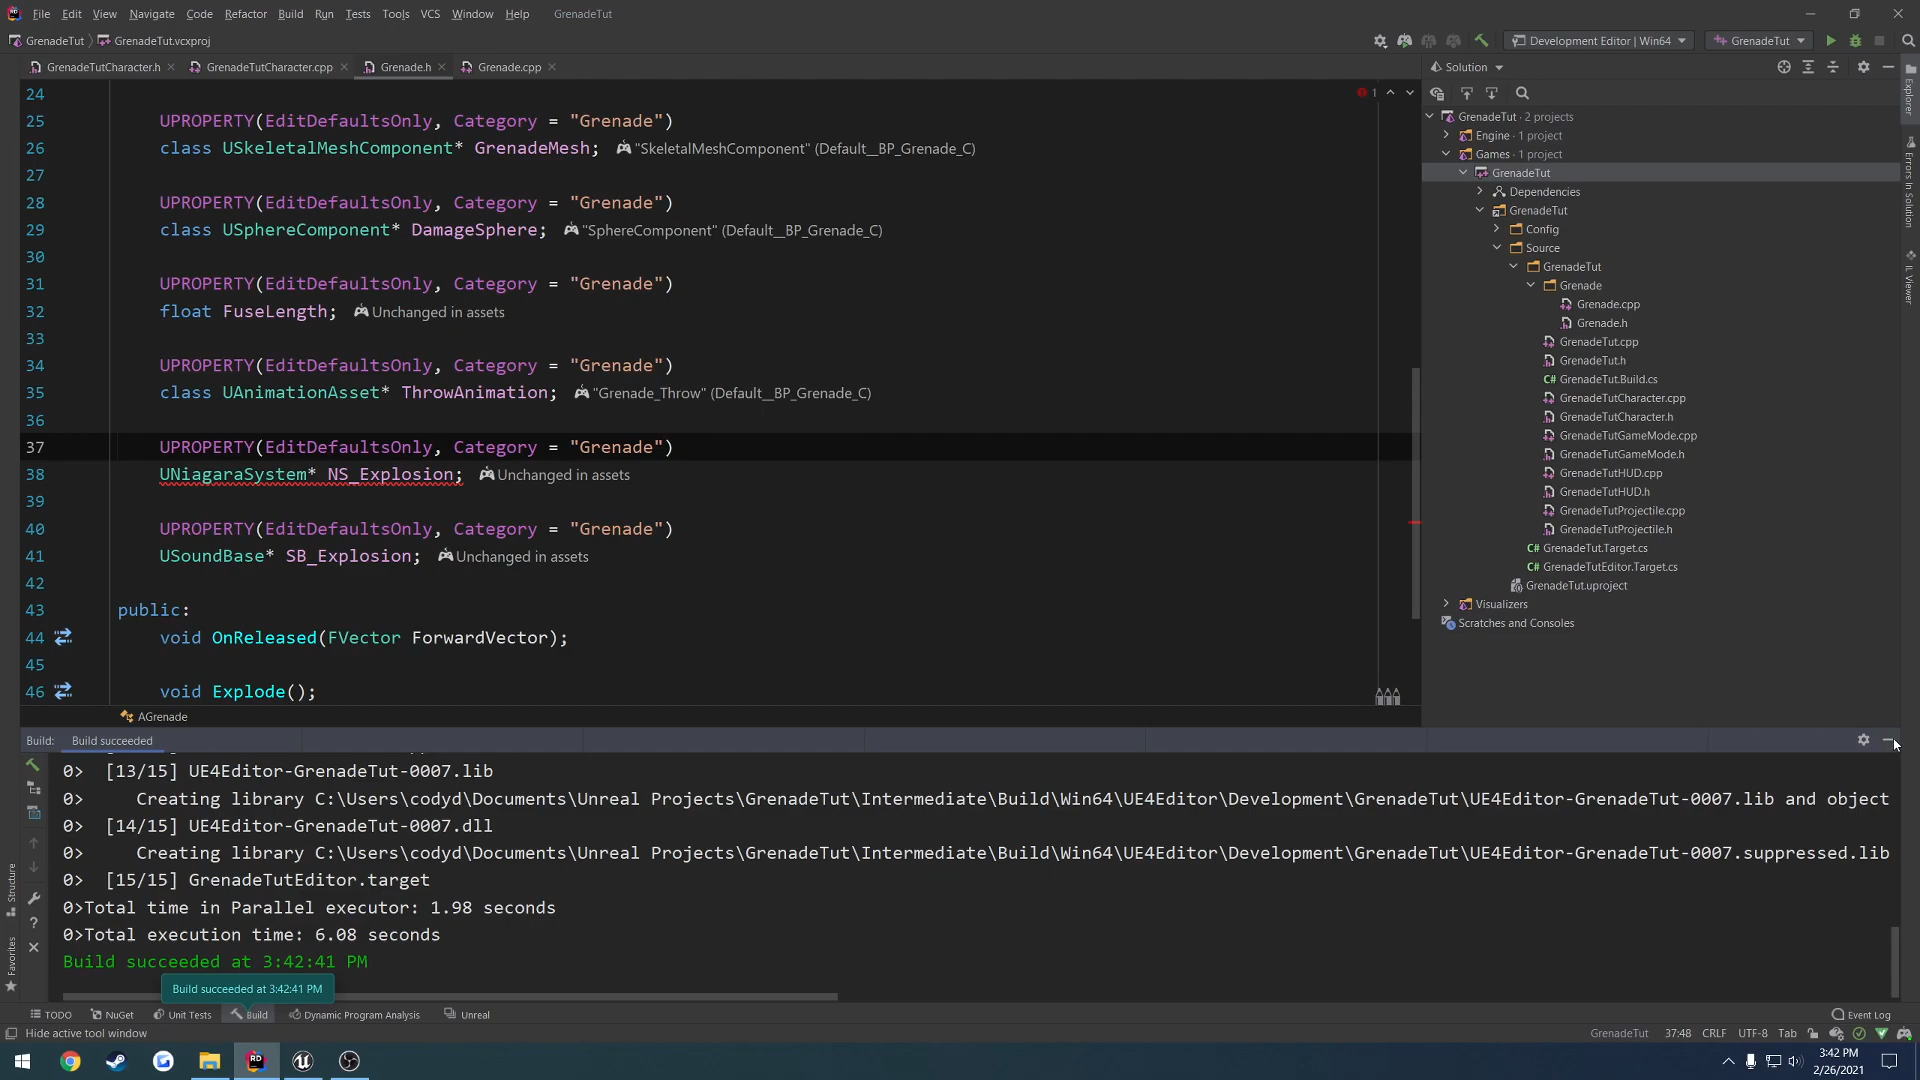 File Edit View Navigate Code Refactor Build Run Tests Tools VCS Window Help GrenadeTut
GrenadeTut GrenadeTut.vcxproj Development Editor | Win64 GrenadeTut
GrenadeTutCharacter.h GrenadeTutCharacter.cpp Grenade.h Grenade.cpp
Solution
24
1
25 UPROPERTY(EditDefaultsOnly, Category = "Grenade")
26 class USkeletalMeshComponent* GrenadeMesh; "SkeletalMeshComponent" (Default__BP_Grenade_C)
27
28 UPROPERTY(EditDefaultsOnly, Category = "Grenade")
29 class USphereComponent* DamageSphere; "SphereComponent" (Default__BP_Grenade_C)
30
31 UPROPERTY(EditDefaultsOnly, Category = "Grenade")
32 float FuseLength; Unchanged in assets
33
34 UPROPERTY(EditDefaultsOnly, Category = "Grenade")
35 class UAnimationAsset* ThrowAnimation; "Grenade_Throw" (Default__BP_Grenade_C)
36
37 UPROPERTY(EditDefaultsOnly, Category = "Grenade")
38 UNiagaraSystem* NS_Explosion; Unchanged in assets
39
40 UPROPERTY(EditDefaultsOnly, Category = "Grenade")
41 USoundBase* SB_Explosion; Unchanged in assets
42
43 public:
44 void OnReleased(FVector ForwardVector);
45
46 void Explode();
AGrenade
GrenadeTut · 2 projects
Engine · 1 project
Games · 1 project
GrenadeTut
Dependencies
GrenadeTut
Config
Source
GrenadeTut
Grenade
Grenade.cpp
Grenade.h
GrenadeTut.cpp
GrenadeTut.h
C# GrenadeTut.Build.cs
GrenadeTutCharacter.cpp
GrenadeTutCharacter.h
GrenadeTutGameMode.cpp
GrenadeTutGameMode.h
GrenadeTutHUD.cpp
GrenadeTutHUD.h
GrenadeTutProjectile.cpp
GrenadeTutProjectile.h
C# GrenadeTut.Target.cs
C# GrenadeTutEditor.Target.cs
GrenadeTut.uproject
Visualizers
Scratches and Consoles
Explorer
Errors In Solution
IL Viewer
Build: Build succeeded
0> [13/15] UE4Editor-GrenadeTut-0007.lib
0> Creating library C:\Users\codyd\Documents\Unreal Projects\GrenadeTut\Intermediate\Build\Win64\UE4Editor\Development\GrenadeTut\UE4Editor-GrenadeTut-0007.lib and object
0> [14/15] UE4Editor-GrenadeTut-0007.dll
0> Creating library C:\Users\codyd\Documents\Unreal Projects\GrenadeTut\Intermediate\Build\Win64\UE4Editor\Development\GrenadeTut\UE4Editor-GrenadeTut-0007.suppressed.lib
0> [15/15] GrenadeTutEditor.target
0>Total time in Parallel executor: 1.98 seconds
0>Total execution time: 6.08 seconds
Build succeeded at 3:42:41 PM
Build succeeded at 3:42:41 PM
Structure
Favorites
TODO NuGet Unit Tests Build Dynamic Program Analysis Unreal Event Log
Hide active tool window GrenadeTut 37:48 CRLF UTF-8 Tab
RD
3:42 PM
2/26/2021